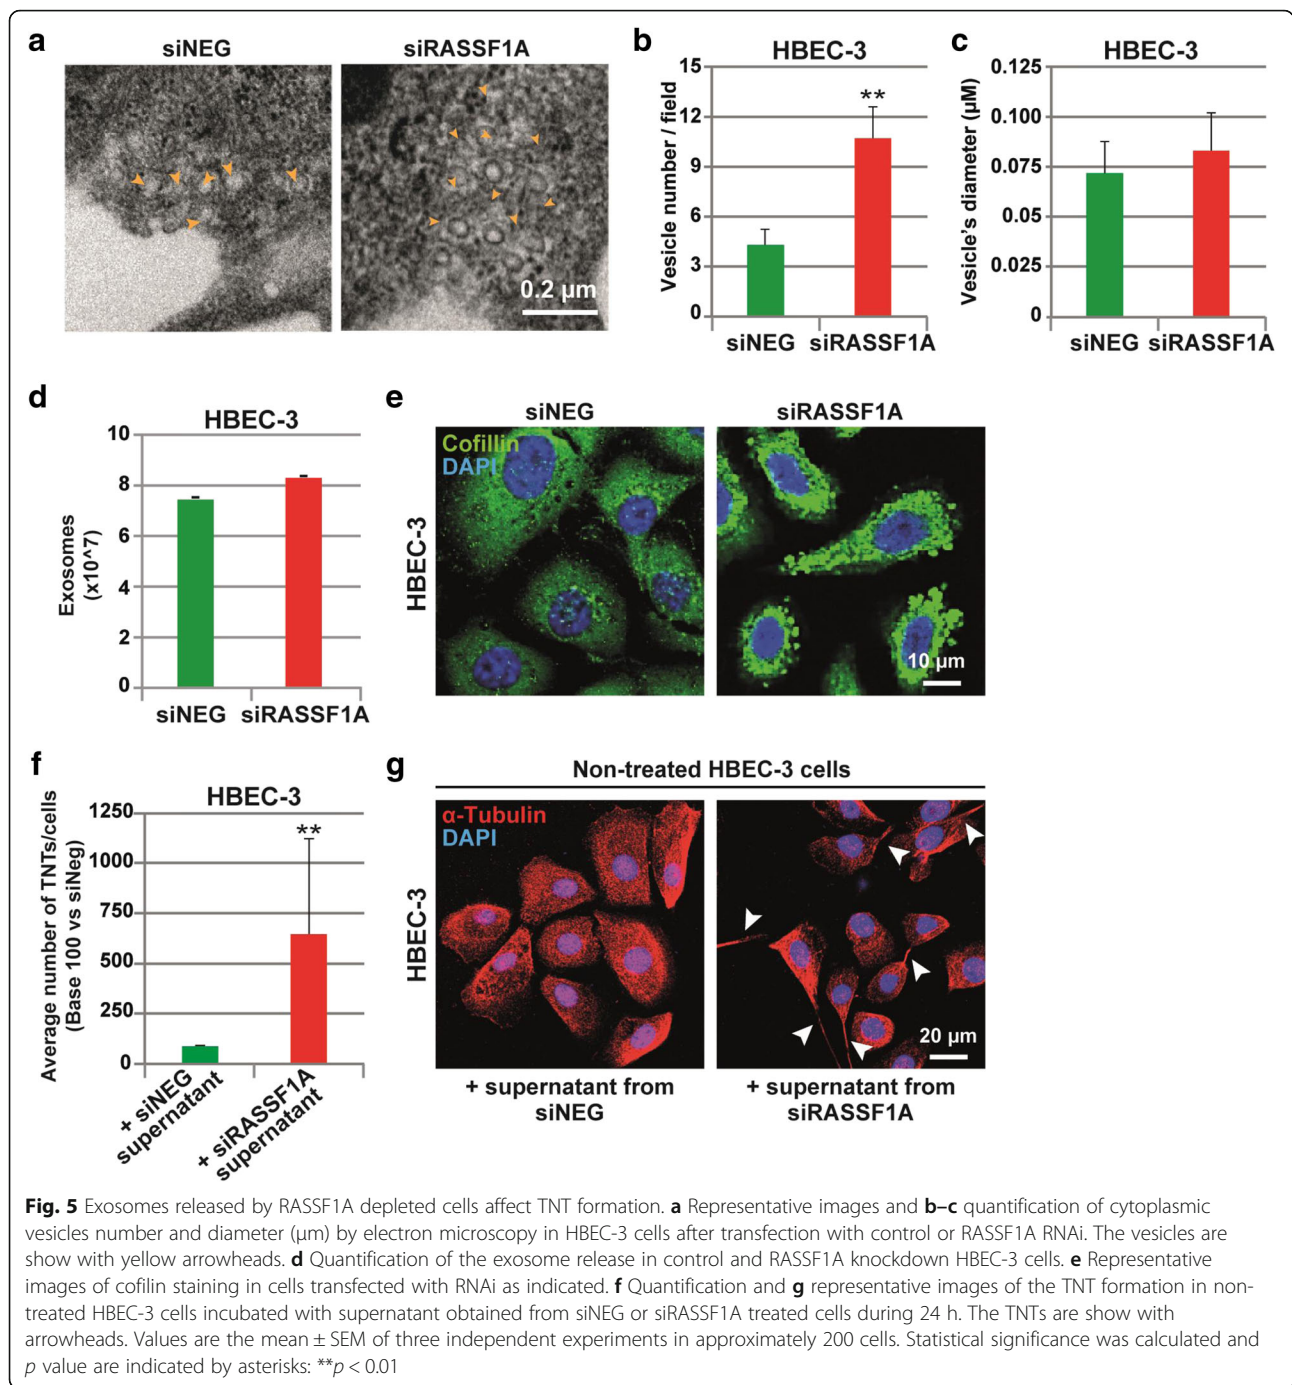 a
siNEG
siRASSF1A
0.2 µm
b
HBEC-3
Vesicle number / field
15
12
9
6
3
0
**
siNEG
siRASSF1A
c
HBEC-3
Vesicle's diameter (µM)
0.125
0.100
0.075
0.05
0.025
0
siNEG
siRASSF1A
d
HBEC-3
Exosomes
(x10^7)
10
8
6
4
2
0
siNEG
siRASSF1A
e
siNEG
siRASSF1A
HBEC-3
Cofillin
DAPI
10 µm
f
HBEC-3
Average number of TNTs/cells
(Base 100 vs siNeg)
1250
1000
750
500
250
0
**
+ siNEG
supernatant
+ siRASSF1A
supernatant
g
Non-treated HBEC-3 cells
HBEC-3
α-Tubulin
DAPI
20 µm
+ supernatant from
siNEG
+ supernatant from
siRASSF1A
Fig. 5 Exosomes released by RASSF1A depleted cells affect TNT formation. a Representative images and b–c quantification of cytoplasmic
vesicles number and diameter (µm) by electron microscopy in HBEC-3 cells after transfection with control or RASSF1A RNAi. The vesicles are
show with yellow arrowheads. d Quantification of the exosome release in control and RASSF1A knockdown HBEC-3 cells. e Representative
images of cofilin staining in cells transfected with RNAi as indicated. f Quantification and g representative images of the TNT formation in non-
treated HBEC-3 cells incubated with supernatant obtained from siNEG or siRASSF1A treated cells during 24 h. The TNTs are show with
arrowheads. Values are the mean ± SEM of three independent experiments in approximately 200 cells. Statistical significance was calculated and
p value are indicated by asterisks: **p < 0.01